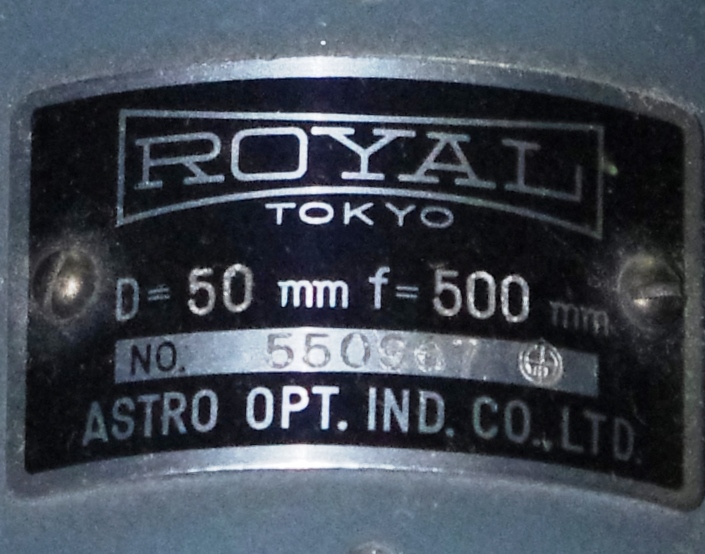 ROYAL
TOKYO
D= 50 mm f= 500 mm
NO.
ASTRO OPT. IND. CO., LTD.